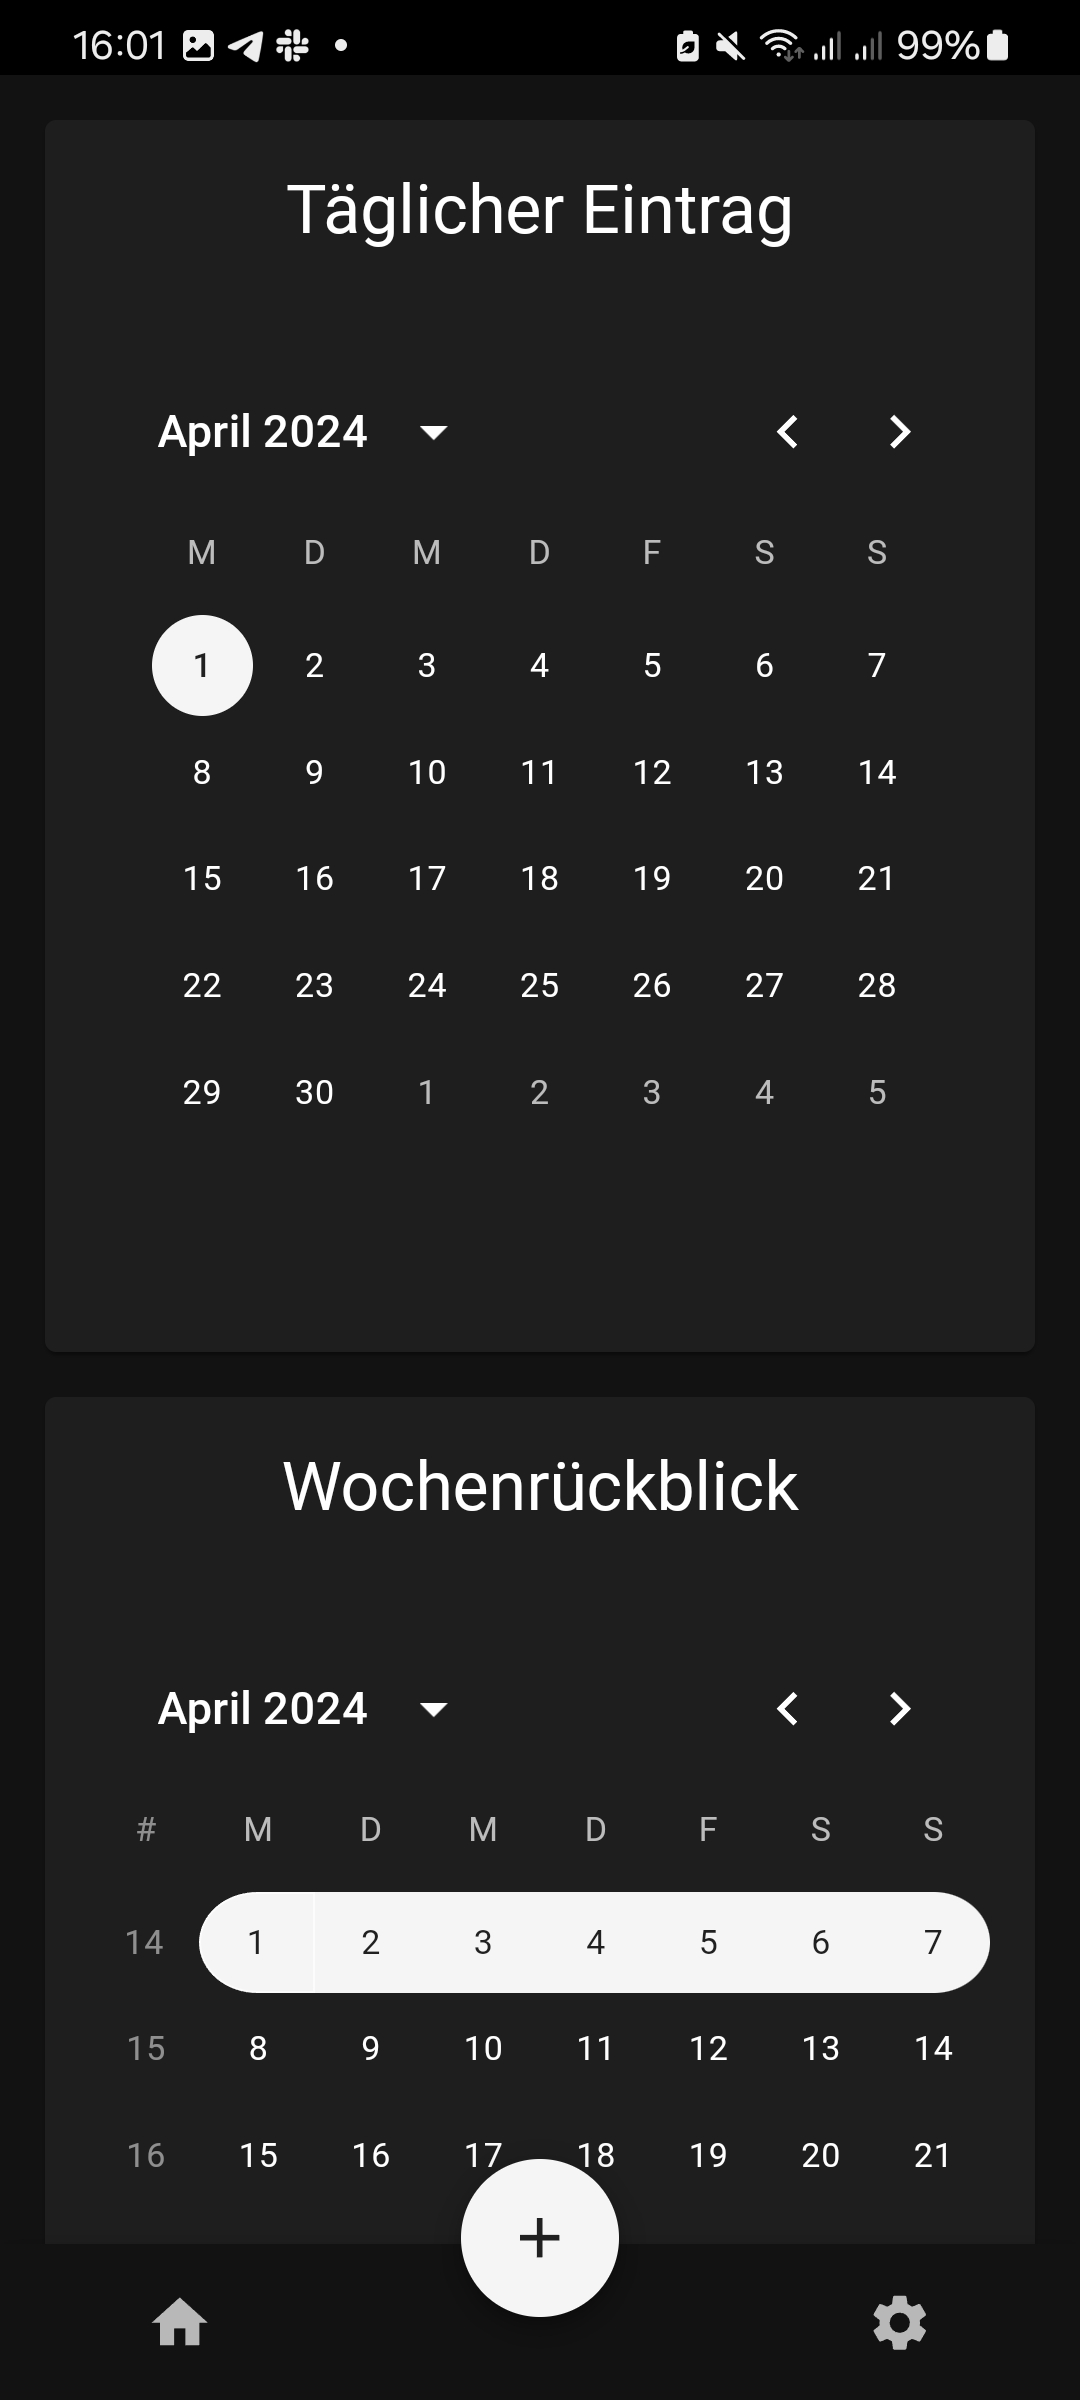 16:01 99%
Täglicher Eintrag
April 2024
M D M D F S S
1 2 3 4 5 6 7
8 9 10 11 12 13 14
15 16 17 18 19 20 21
22 23 24 25 26 27 28
29 30 1 2 3 4 5
Wochenrückblick
April 2024
# M D M D F S S
14 1 2 3 4 5 6 7
15 8 9 10 11 12 13 14
16 15 16 17 18 19 20 21
+